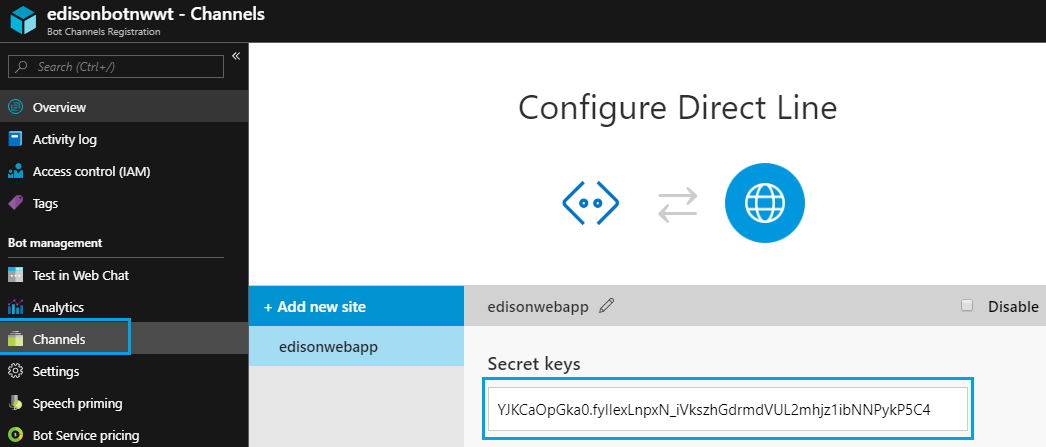 edisonbotnwwt - Channels
Bot Channels Registration
Search (Ctrl+/)
«
Overview
Activity log
Access control (IAM)
Tags
Bot management
Test in Web Chat
Analytics
Channels
Settings
Speech priming
Bot Service pricing
Configure Direct Line
+ Add new site
edisonwebapp
edisonwebapp
Disable
Secret keys
YJKCaOpGka0.fyIlexLnpxN_iVkszhGdrmdVUL2mhjz1ibNNPykP5C4